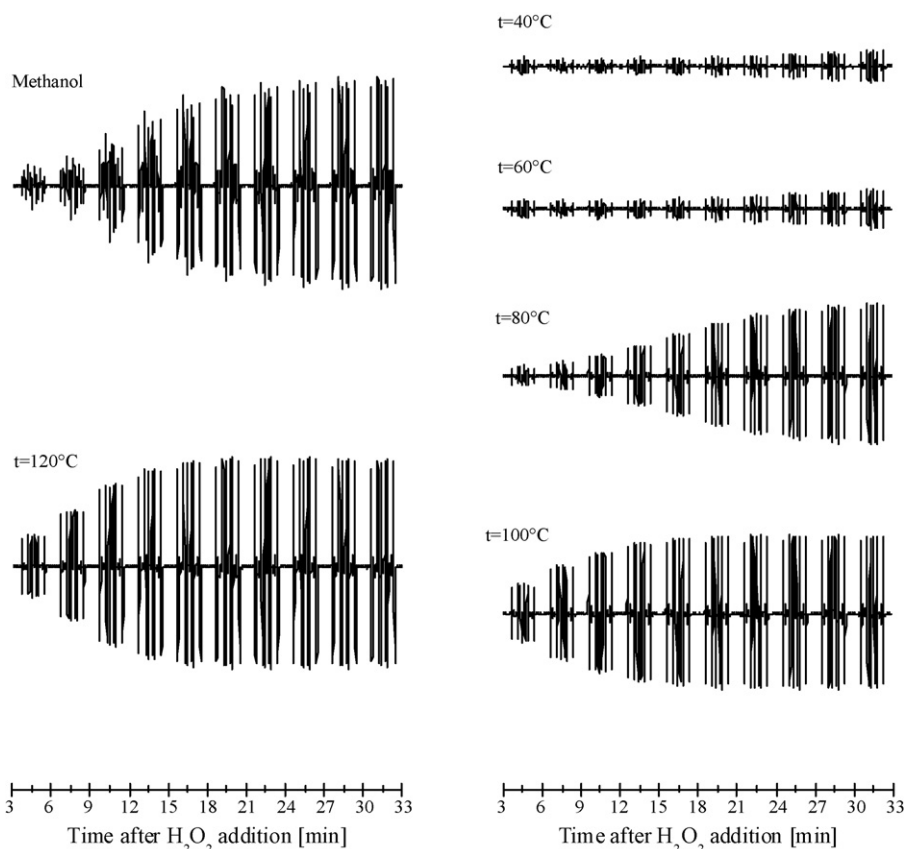 Methanol
t=120°C
3 6 9 12 15 18 21 24 27 30 33
Time after H₂O₂ addition [min]
t=40°C
t=60°C
t=80°C
t=100°C
3 6 9 12 15 18 21 24 27 30 33
Time after H₂O₂ addition [min]